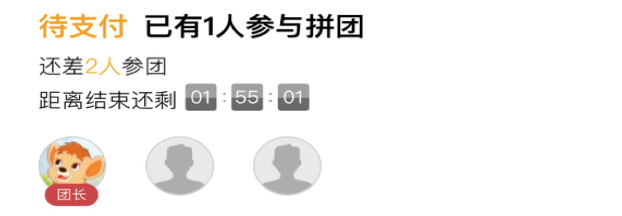 待支付 已有1人参与拼团
还差2人参团
距离结束还剩 01 : 55 : 01
团长